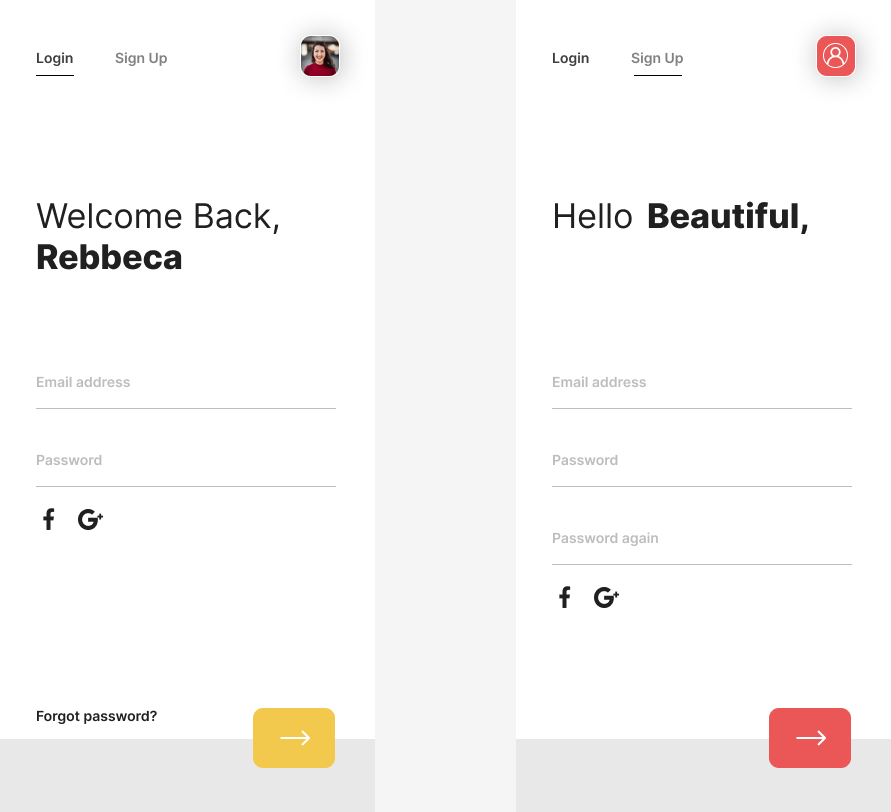 Login
Sign Up
Welcome Back,
Rebbeca
Email address
Password
Forgot password?
Login
Sign Up
Hello Beautiful,
Email address
Password
Password again